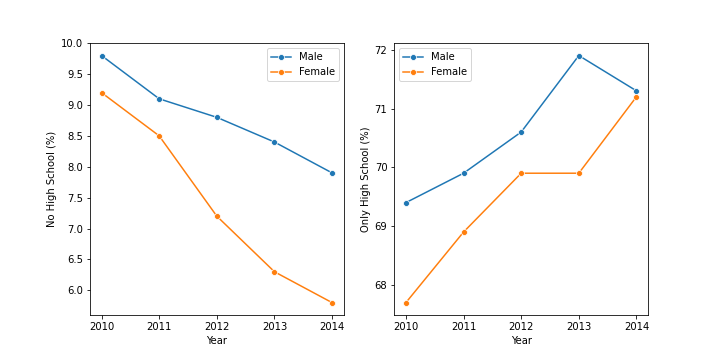 No High School (%)
10.0
9.5
9.0
8.5
8.0
7.5
7.0
6.5
6.0
Male
Female
2010 2011 2012 2013 2014
Year
Only High School (%)
72
71
70
69
68
Male
Female
2010 2011 2012 2013 2014
Year